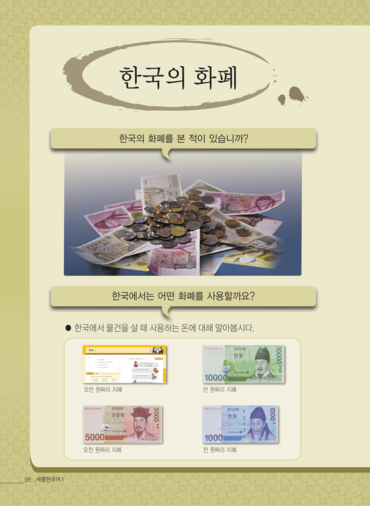 한국의 화폐
한국의 화폐를 본 적이 있습니까?
한국에서는 어떤 화폐를 사용할까요?
● 한국에서 물건을 살 때 사용하는 돈에 대해 알아봅시다.
오만 원짜리 지폐
10000
만원
10000
만 원짜리 지폐
5000
오천 원짜리 지폐
1000
천 원짜리 지폐
세종한국어 1